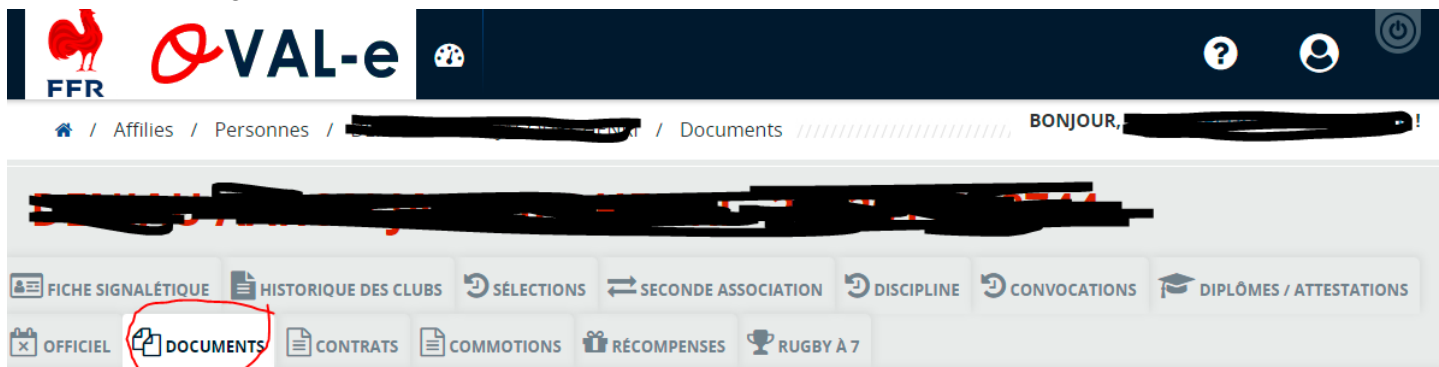 FFR OVAL-e
/ Affilies / Personnes / / Documents //////////////////////// BONJOUR, !
FICHE SIGNALÉTIQUE HISTORIQUE DES CLUBS SÉLECTIONS SECONDE ASSOCIATION DISCIPLINE CONVOCATIONS DIPLÔMES / ATTESTATIONS
OFFICIEL DOCUMENTS CONTRATS COMMOTIONS RÉCOMPENSES RUGBY À 7